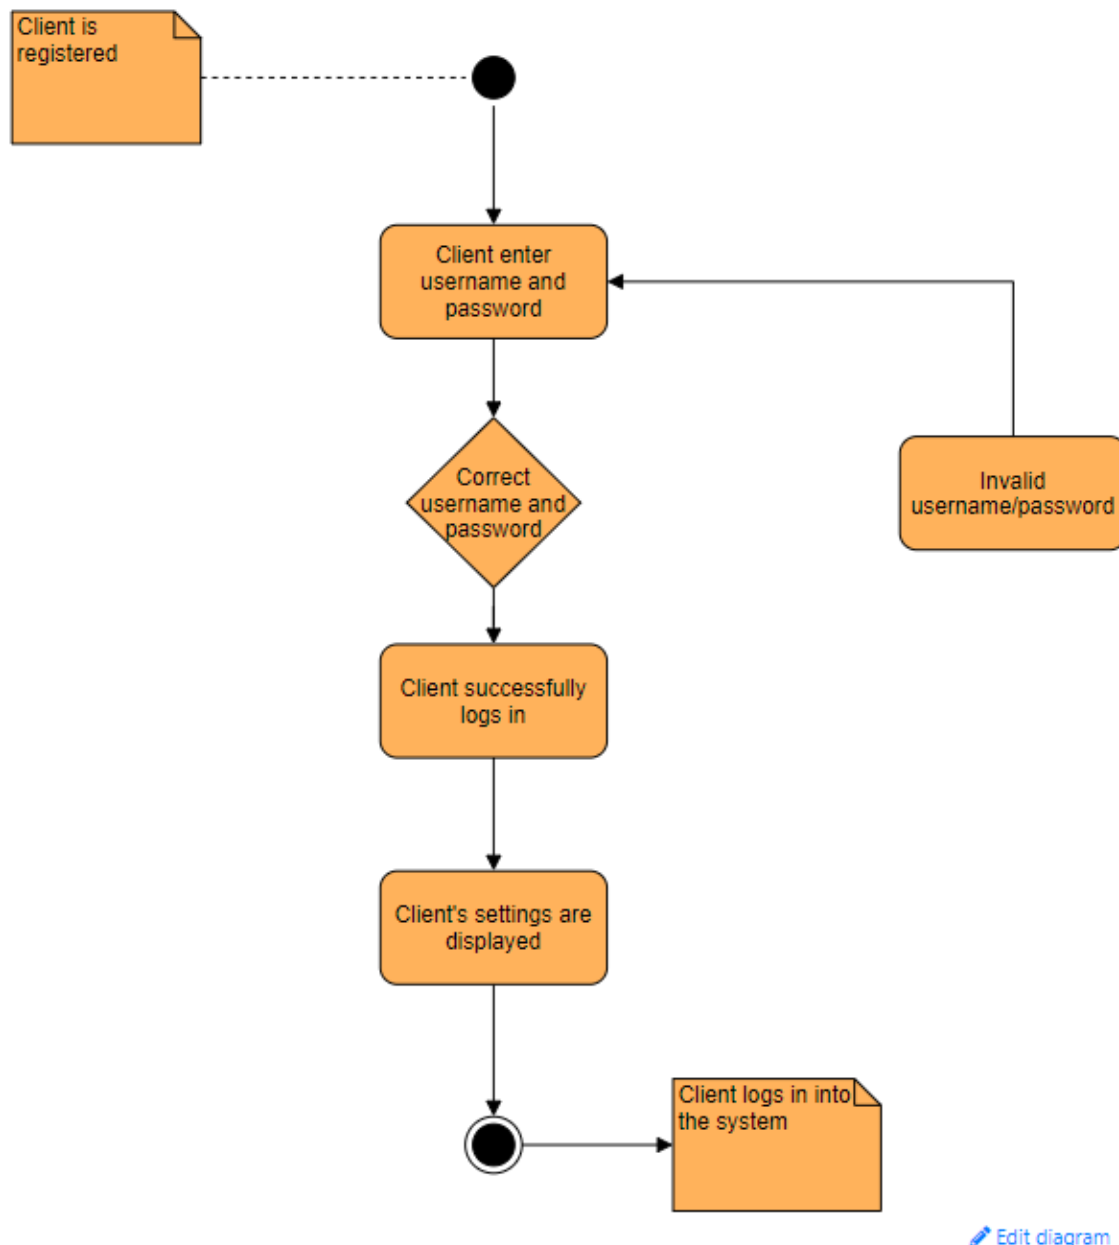 Client is
registered
Client enter
username and
password
Correct
username and
password
Invalid
username/password
Client successfully
logs in
Client's settings are
displayed
Client logs in into
the system
Edit diagram